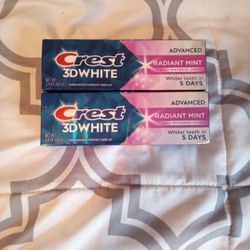 Crest
3DWHITE
ADVANCED
RADIANT MINT
Whiter teeth in
5 DAYS
Crest
3DWHITE
ADVANCED
RADIANT MINT
Whiter teeth in
5 DAYS